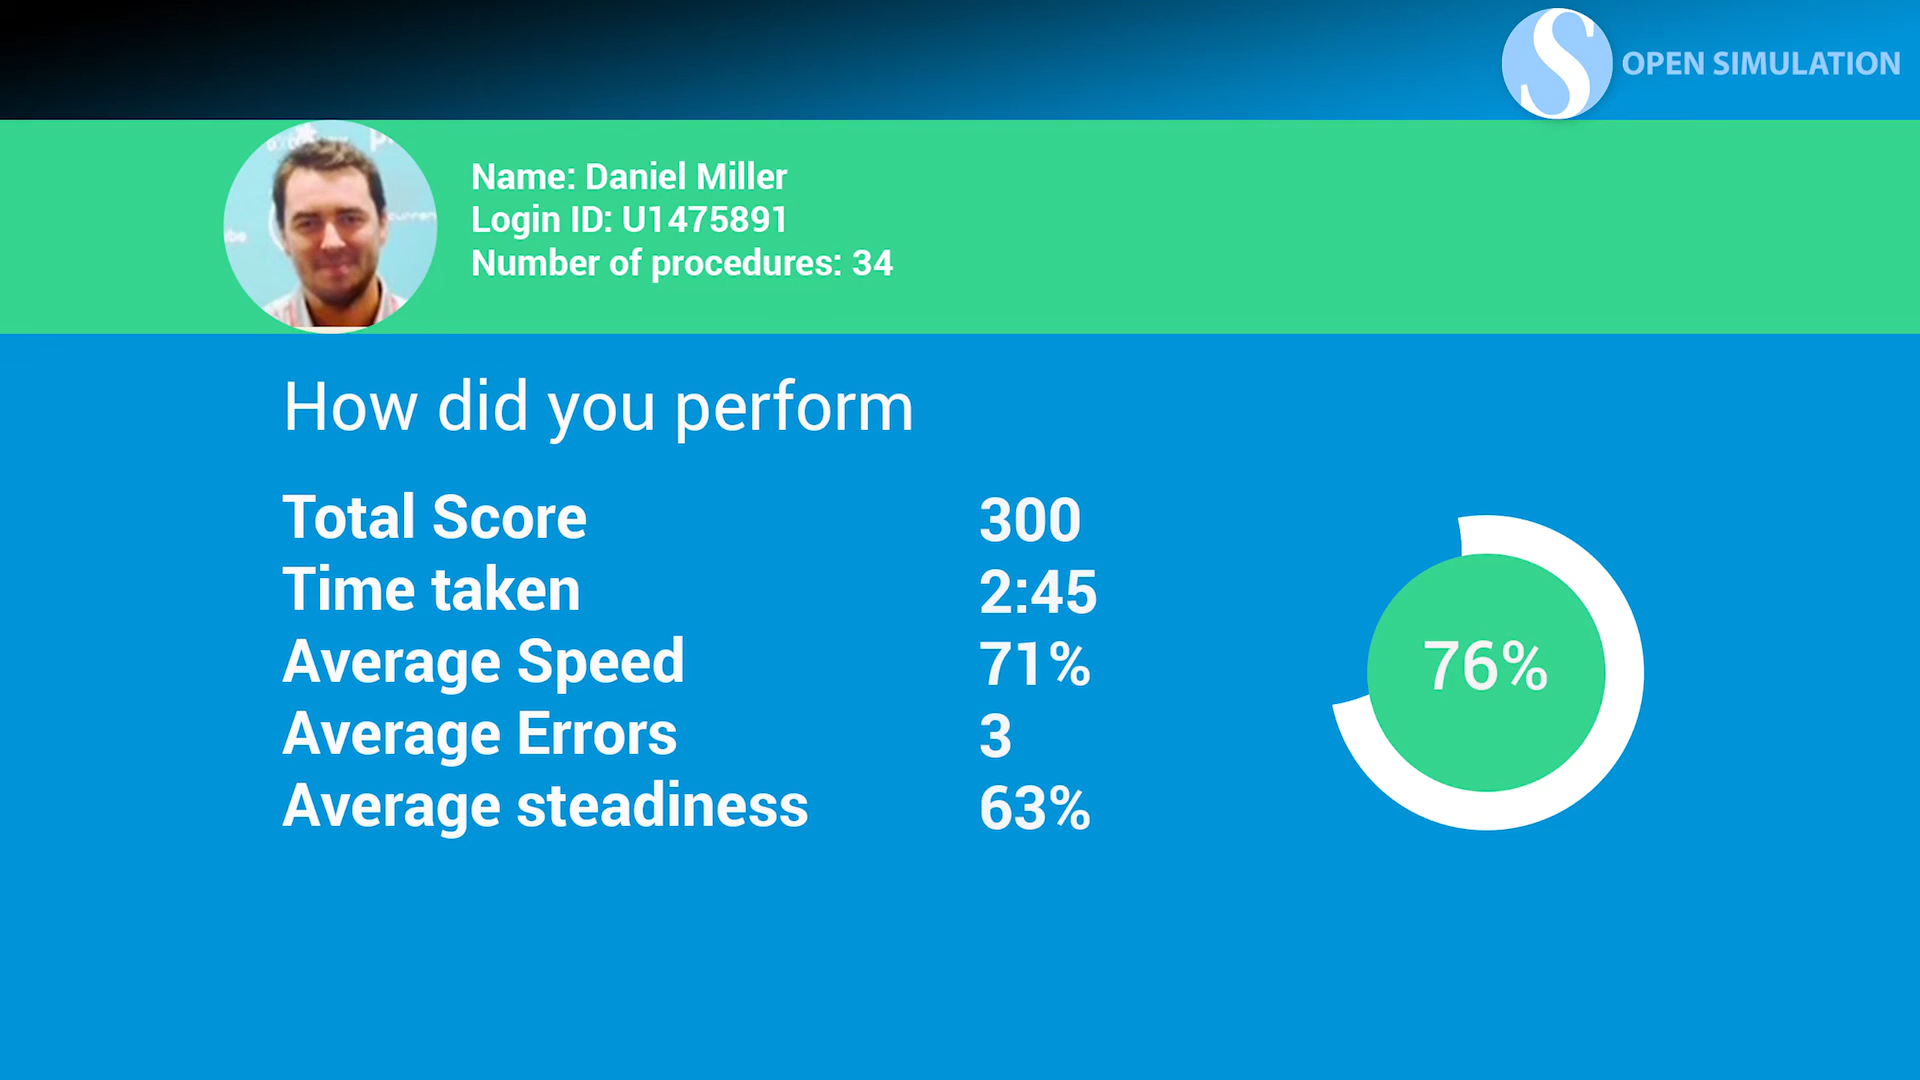 OPEN SIMULATION
Name: Daniel Miller
Login ID: U1475891
Number of procedures: 34
How did you perform
Total Score 300
Time taken 2:45
Average Speed 71%
Average Errors 3
Average steadiness 63%
76%